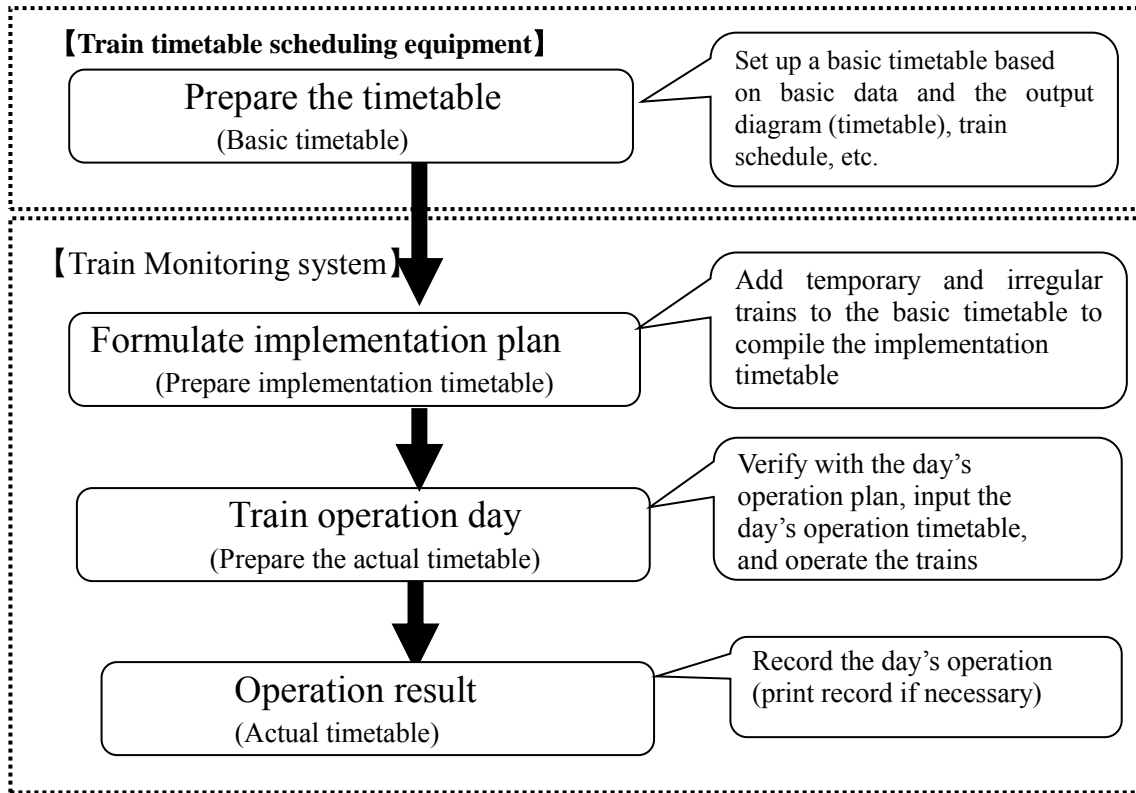 【Train timetable scheduling equipment】
Prepare the timetable
(Basic timetable)
Set up a basic timetable based
on basic data and the output
diagram (timetable), train
schedule, etc.
【Train Monitoring system】
Formulate implementation plan
(Prepare implementation timetable)
Add temporary and irregular
trains to the basic timetable to
compile the implementation
timetable
Train operation day
(Prepare the actual timetable)
Verify with the day’s
operation plan, input the
day’s operation timetable,
and operate the trains
Operation result
(Actual timetable)
Record the day’s operation
(print record if necessary)